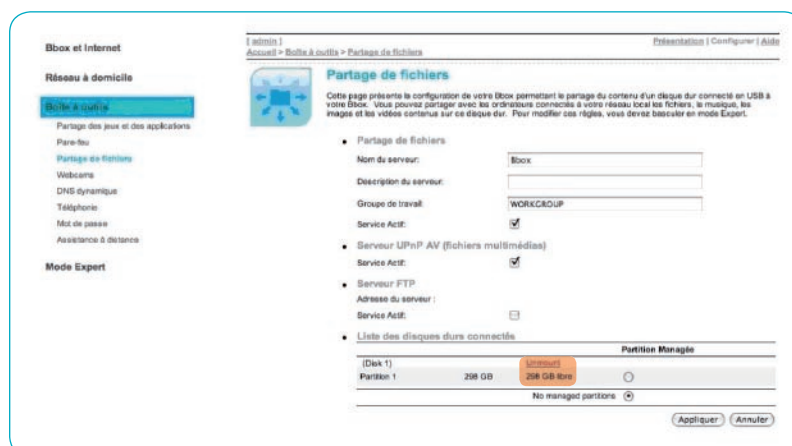 Bbox et Internet
Réseau à domicile
Boîte à outils
Partage des jeux et des applications
Pare-feu
Partage de fichiers
Webcams
DNS dynamique
Téléphonie
Mot de passe
Assistance à distance
Mode Expert
[ admin ]
Présentation | Configurer | Aide
Accueil > Boîte à outils > Partage de fichiers
Partage de fichiers
Cette page présente la configuration de votre Bbox permettant le partage du contenu d'un disque dur connecté en USB à
votre Bbox. Vous pouvez partager avec les ordinateurs connectés à votre réseau local les fichiers, la musique, les
images et les vidéos contenus sur ce disque dur. Pour modifier ces règles, vous devez basculer en mode Expert.
Partage de fichiers
Nom du serveur: Bbox
Description du serveur:
Groupe de travail: WORKGROUP
Service Actif:
Serveur UPnP AV (fichiers multimédias)
Service Actif:
Serveur FTP
Adresse du serveur :
Service Actif:
Liste des disques durs connectés
Partition Managée
(Disk 1) Unmount
Partition 1 298 GB 298 GB libre
No managed partitions
Appliquer Annuler